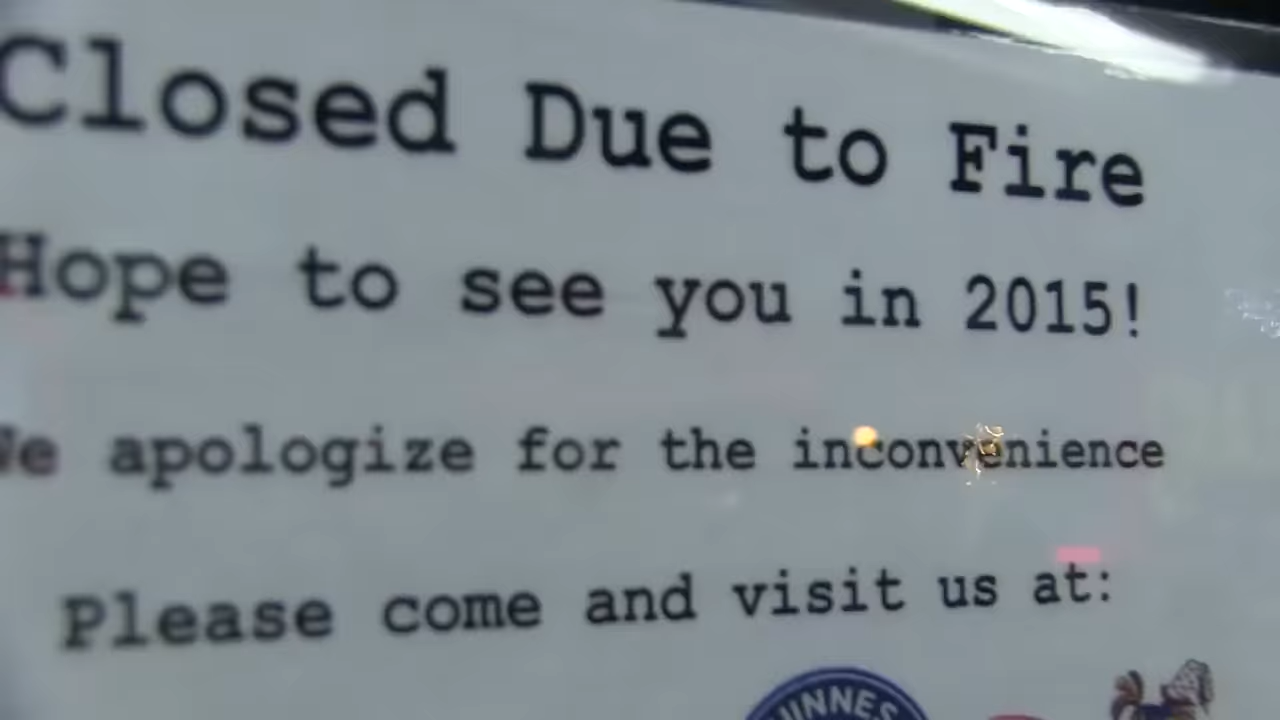 Closed Due to Fire
Hope to see you in 2015!
We apologize for the inconvenience
Please come and visit us at:
UINNES